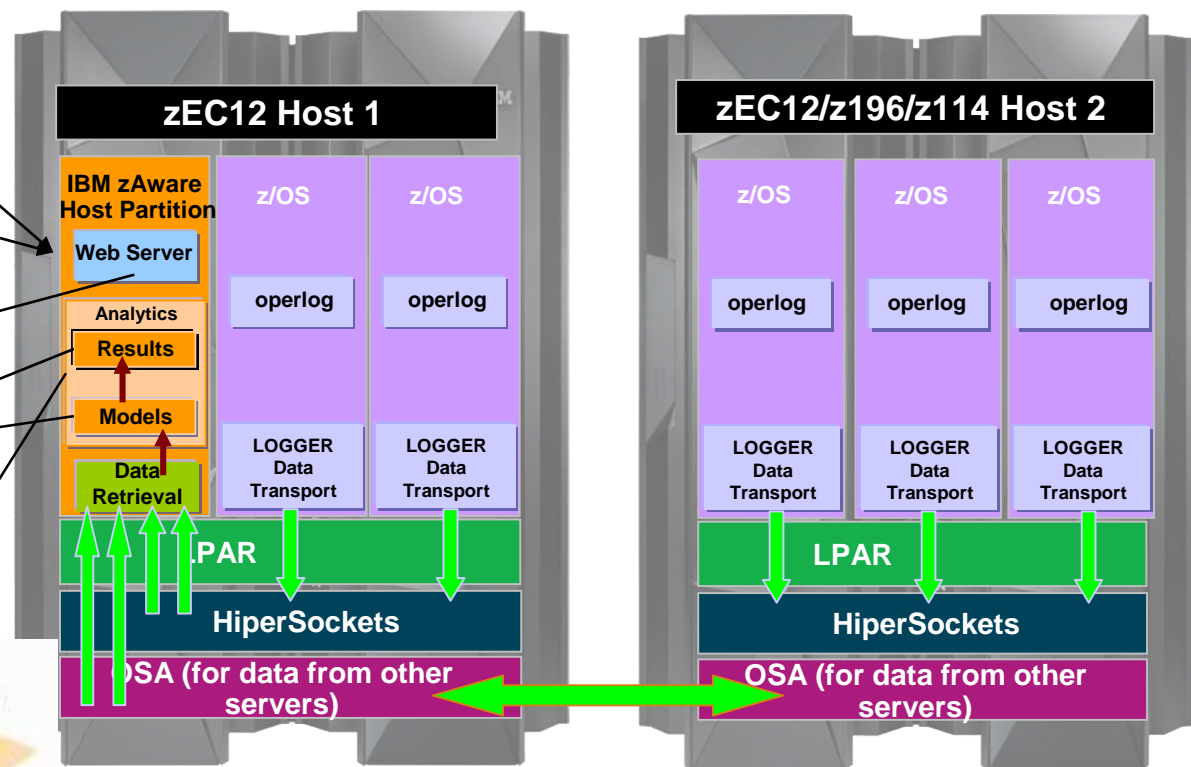 zEC12 Host 1
IBM zAware
Host Partition
Web Server
Analytics
Results
Models
Data
Retrieval
z/OS
operlog
LOGGER
Data
Transport
z/OS
operlog
LOGGER
Data
Transport
LPAR
HiperSockets
OSA (for data from other
servers)
zEC12/z196/z114 Host 2
z/OS
operlog
LOGGER
Data
Transport
z/OS
operlog
LOGGER
Data
Transport
z/OS
operlog
LOGGER
Data
Transport
LPAR
HiperSockets
OSA (for data from other
servers)